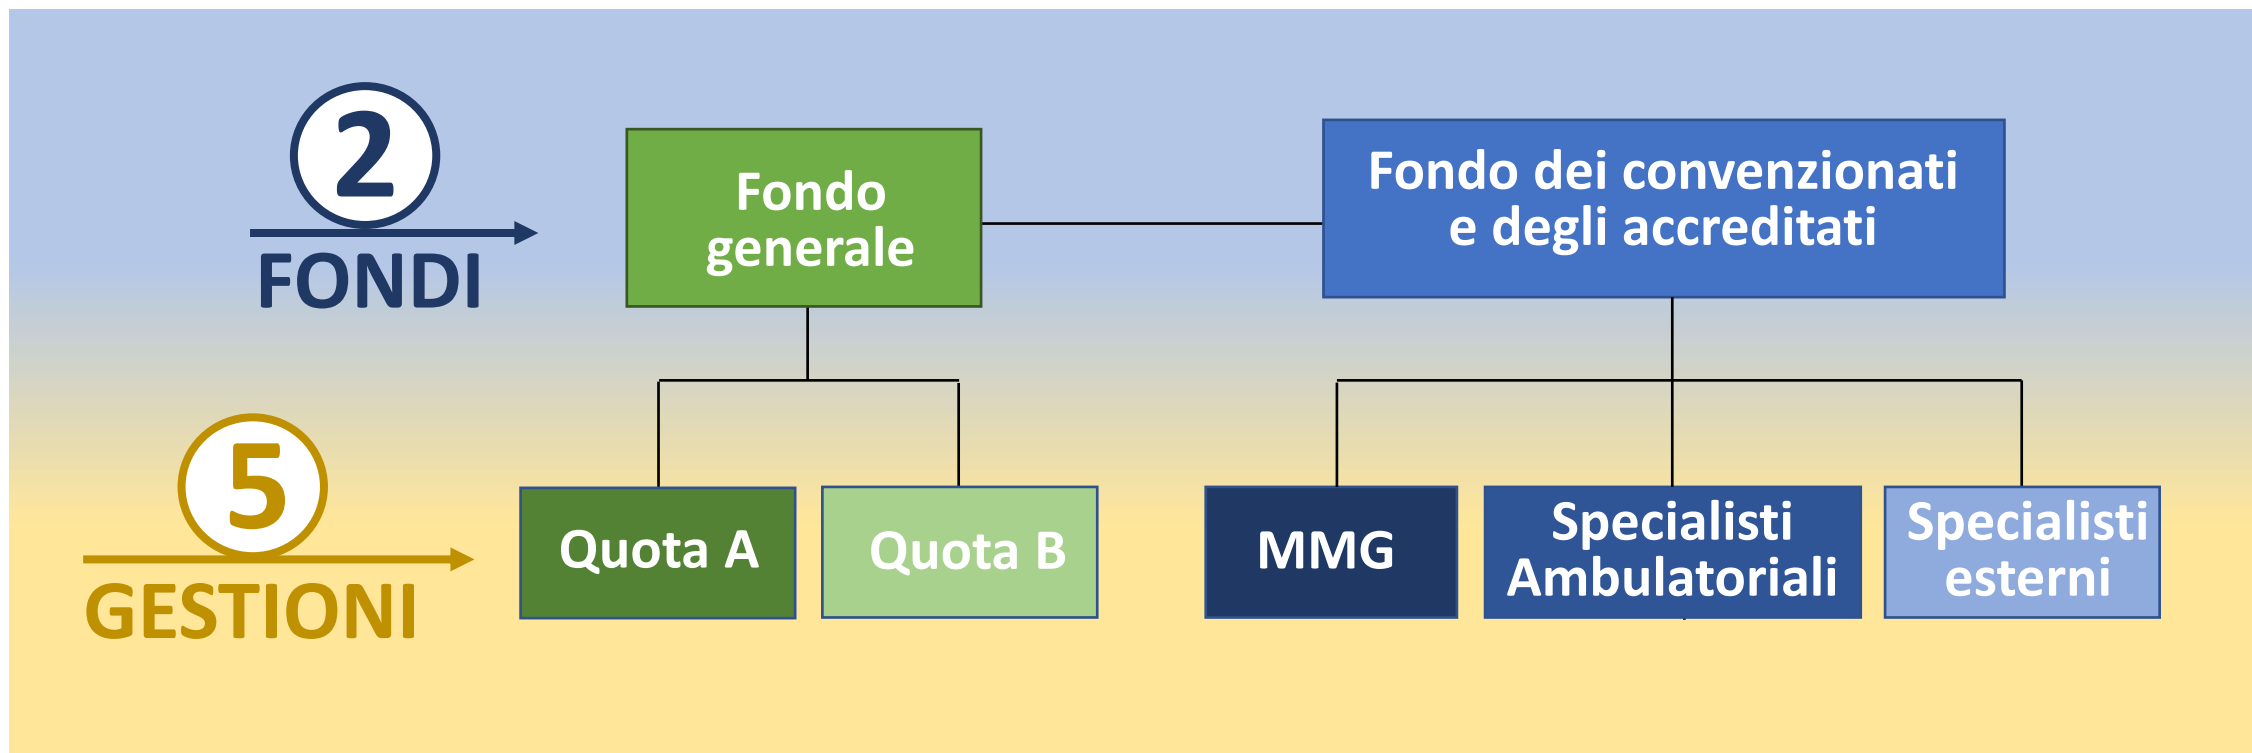 2
FONDI
Fondo
generale
Fondo dei convenzionati
e degli accreditati
5
GESTIONI
Quota A
Quota B
MMG
Specialisti
Ambulatoriali
Specialisti
esterni